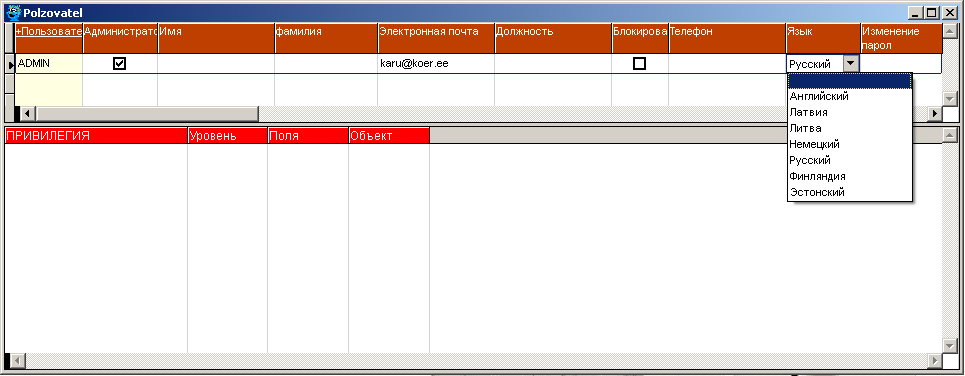 Polzovatel
+Пользовате Администрато Имя фамилия Электронная почта Должность Блокирова Телефон Язык Изменение
парол
ADMIN karu@koer.ee Русский
Английский
Латвия
Литва
Немецкий
Русский
Финляндия
Эстонский
ПРИВИЛЕГИЯ Уровень Поля Объект